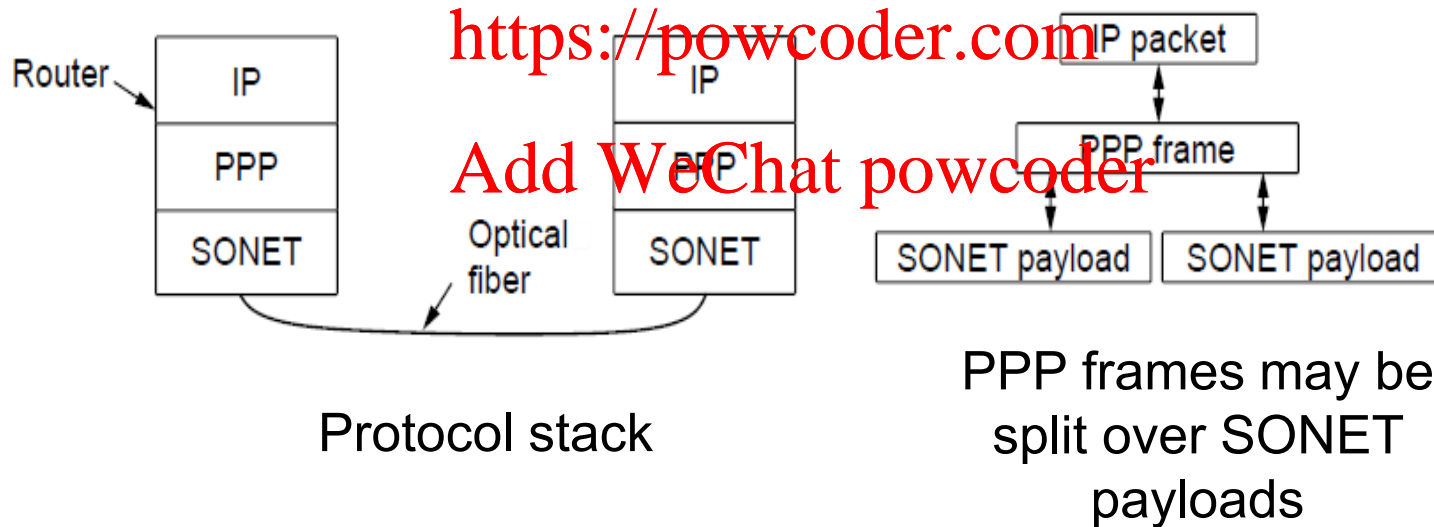 https://powcoder.com
IP packet
Router
IP
IP
PPP frame
PPP
PPP
Add WeChat powcoder
SONET
Optical
fiber
SONET
SONET payload
SONET payload
Protocol stack
PPP frames may be
split over SONET
payloads